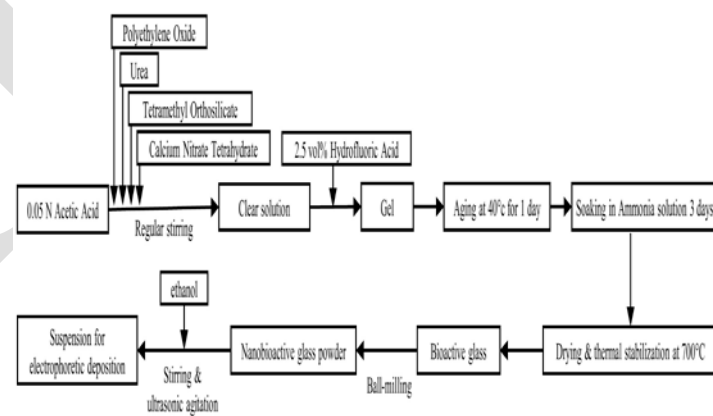 Polyethylene Oxide
Urea
Tetramethyl Orthosilicate
Calcium Nitrate Tetrahydrate
2.5 vol% Hydrofluoric Acid
0.05 N Acetic Acid
Regular stirring
Clear solution
Gel
Aging at 40°c for 1 day
Soaking in Ammonia solution 3 days
Drying & thermal stabilization at 700°C
Bioactive glass
Ball-milling
Nanobioactive glass powder
ethanol
Stirring &
ultrasonic agitation
Suspension for
electrophoretic deposition